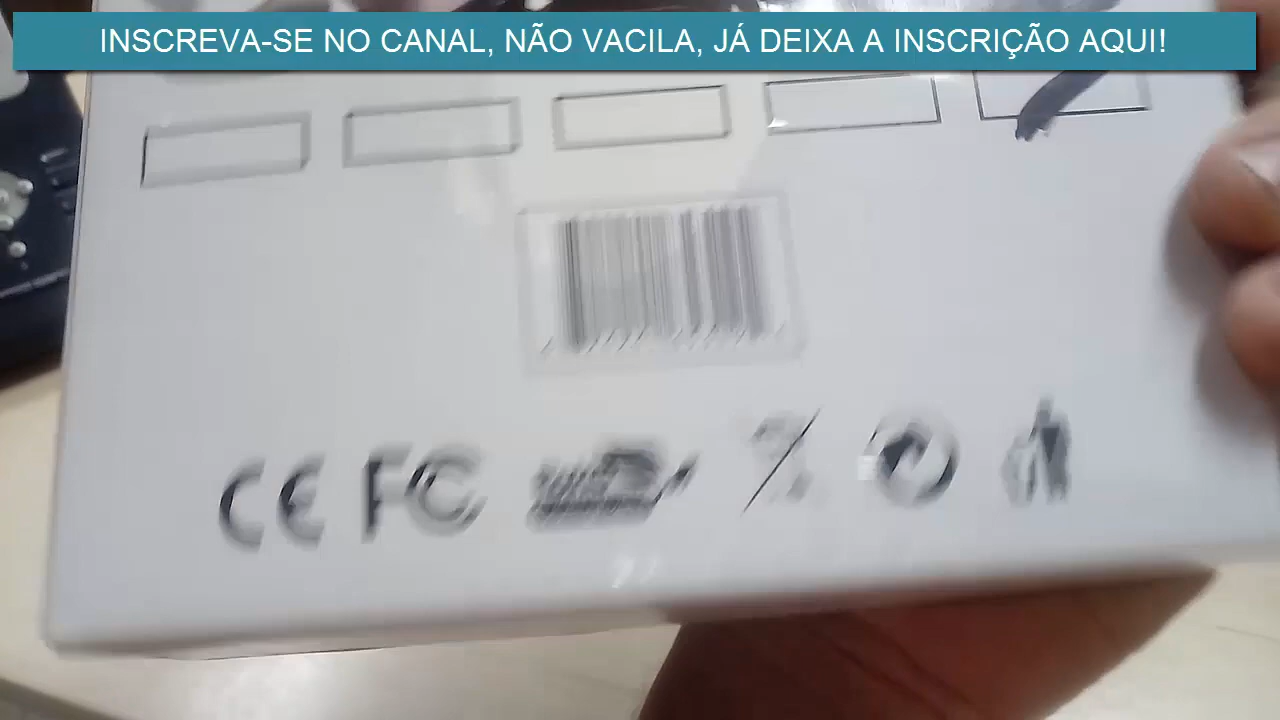 INSCREVA-SE NO CANAL, NÃO VACILA, JÁ DEIXA A INSCRIÇÃO AQUI!
CE FC